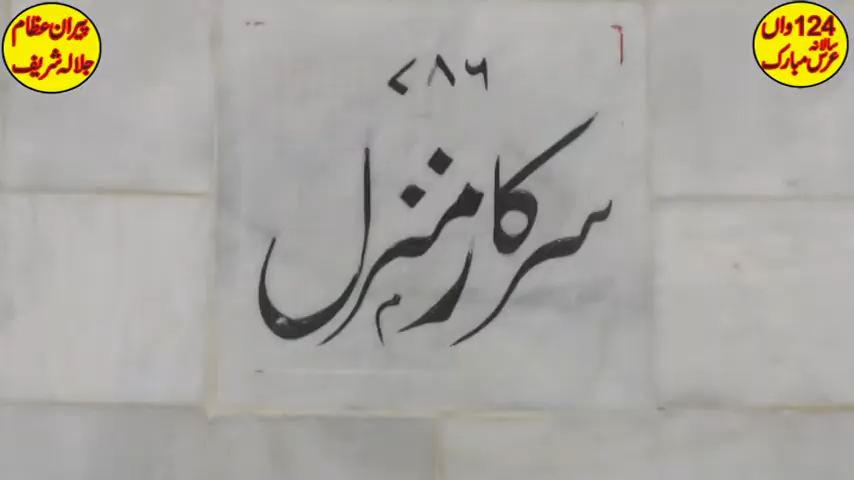 پیران عظام
جلالہ شریف
124 واں
سالانہ
عرس مبارک
۷۸۶
سرکار منزل